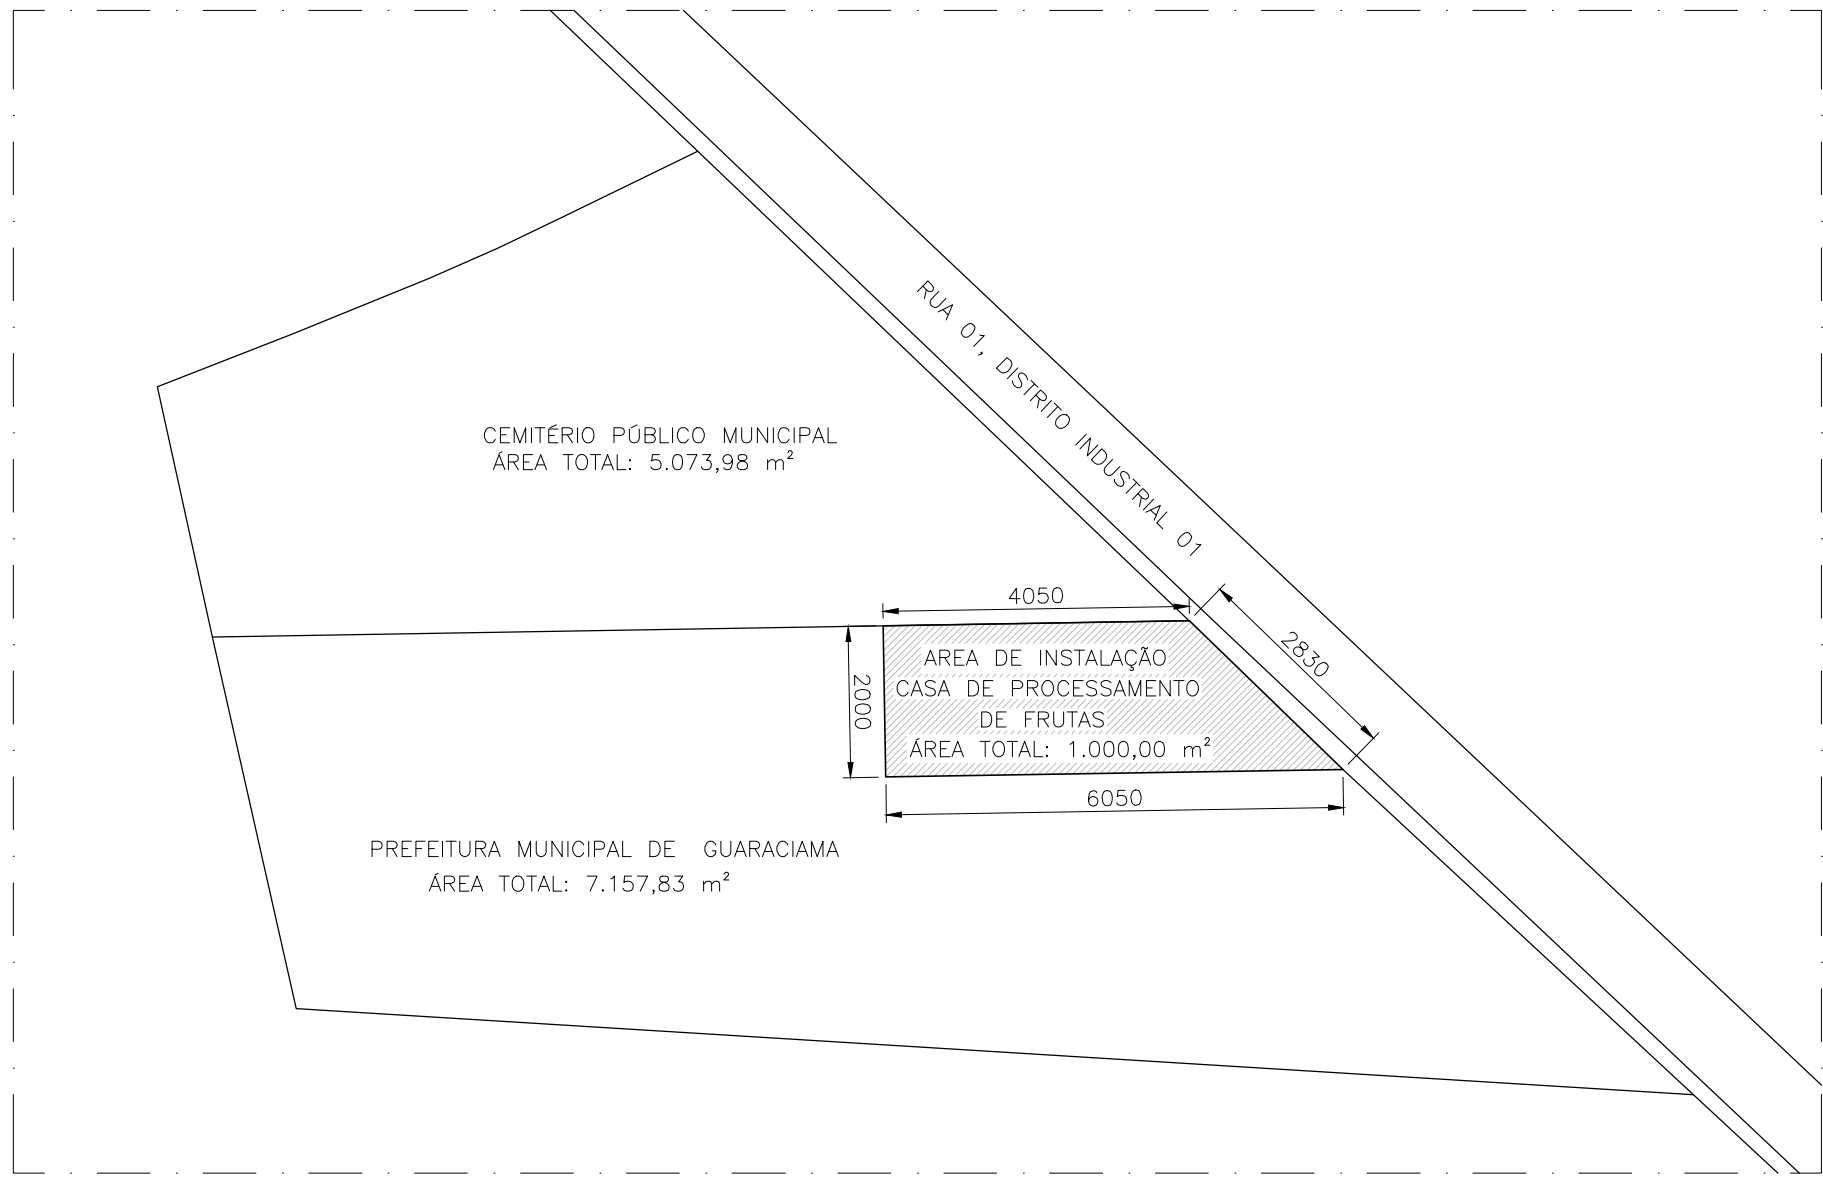 RUA 01, DISTRITO INDUSTRIAL 01
CEMITÉRIO PÚBLICO MUNICIPAL
ÁREA TOTAL: 5.073,98 m²
4050
2830
2000
AREA DE INSTALAÇÃO
CASA DE PROCESSAMENTO
DE FRUTAS
ÁREA TOTAL: 1.000,00 m²
6050
PREFEITURA MUNICIPAL DE GUARACIAMA
ÁREA TOTAL: 7.157,83 m²